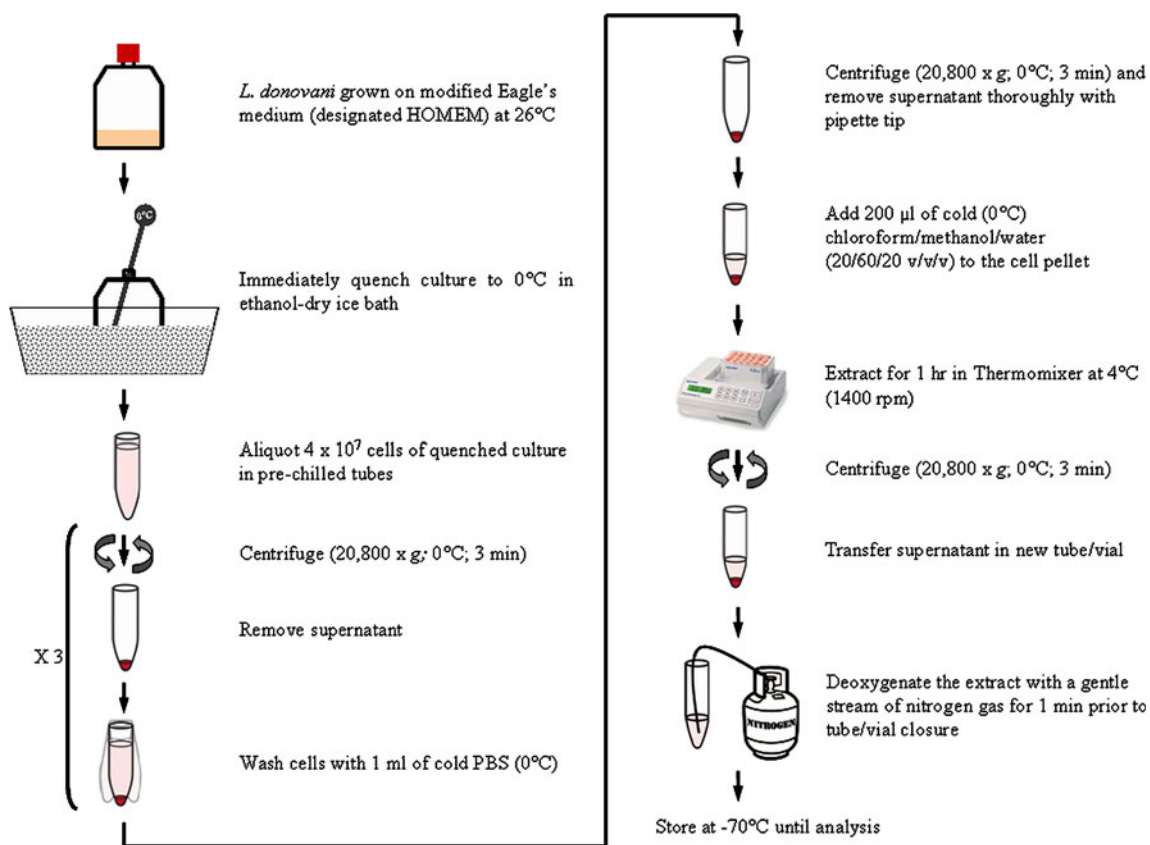 L. donovani grown on modified Eagle's
medium (designated HOMEM) at 26°C
0°C
Immediately quench culture to 0°C in
ethanol-dry ice bath
Aliquot 4 x 10⁷ cells of quenched culture
in pre-chilled tubes
Centrifuge (20,800 x g; 0°C; 3 min)
Remove supernatant
X 3
Wash cells with 1 ml of cold PBS (0°C)
Centrifuge (20,800 x g; 0°C; 3 min) and
remove supernatant thoroughly with
pipette tip
Add 200 µl of cold (0°C)
chloroform/methanol/water
(20/60/20 v/v/v) to the cell pellet
Extract for 1 hr in Thermomixer at 4°C
(1400 rpm)
Centrifuge (20,800 x g; 0°C; 3 min)
Transfer supernatant in new tube/vial
Deoxygenate the extract with a gentle
stream of nitrogen gas for 1 min prior to
tube/vial closure
NITROGEN
Store at -70°C until analysis